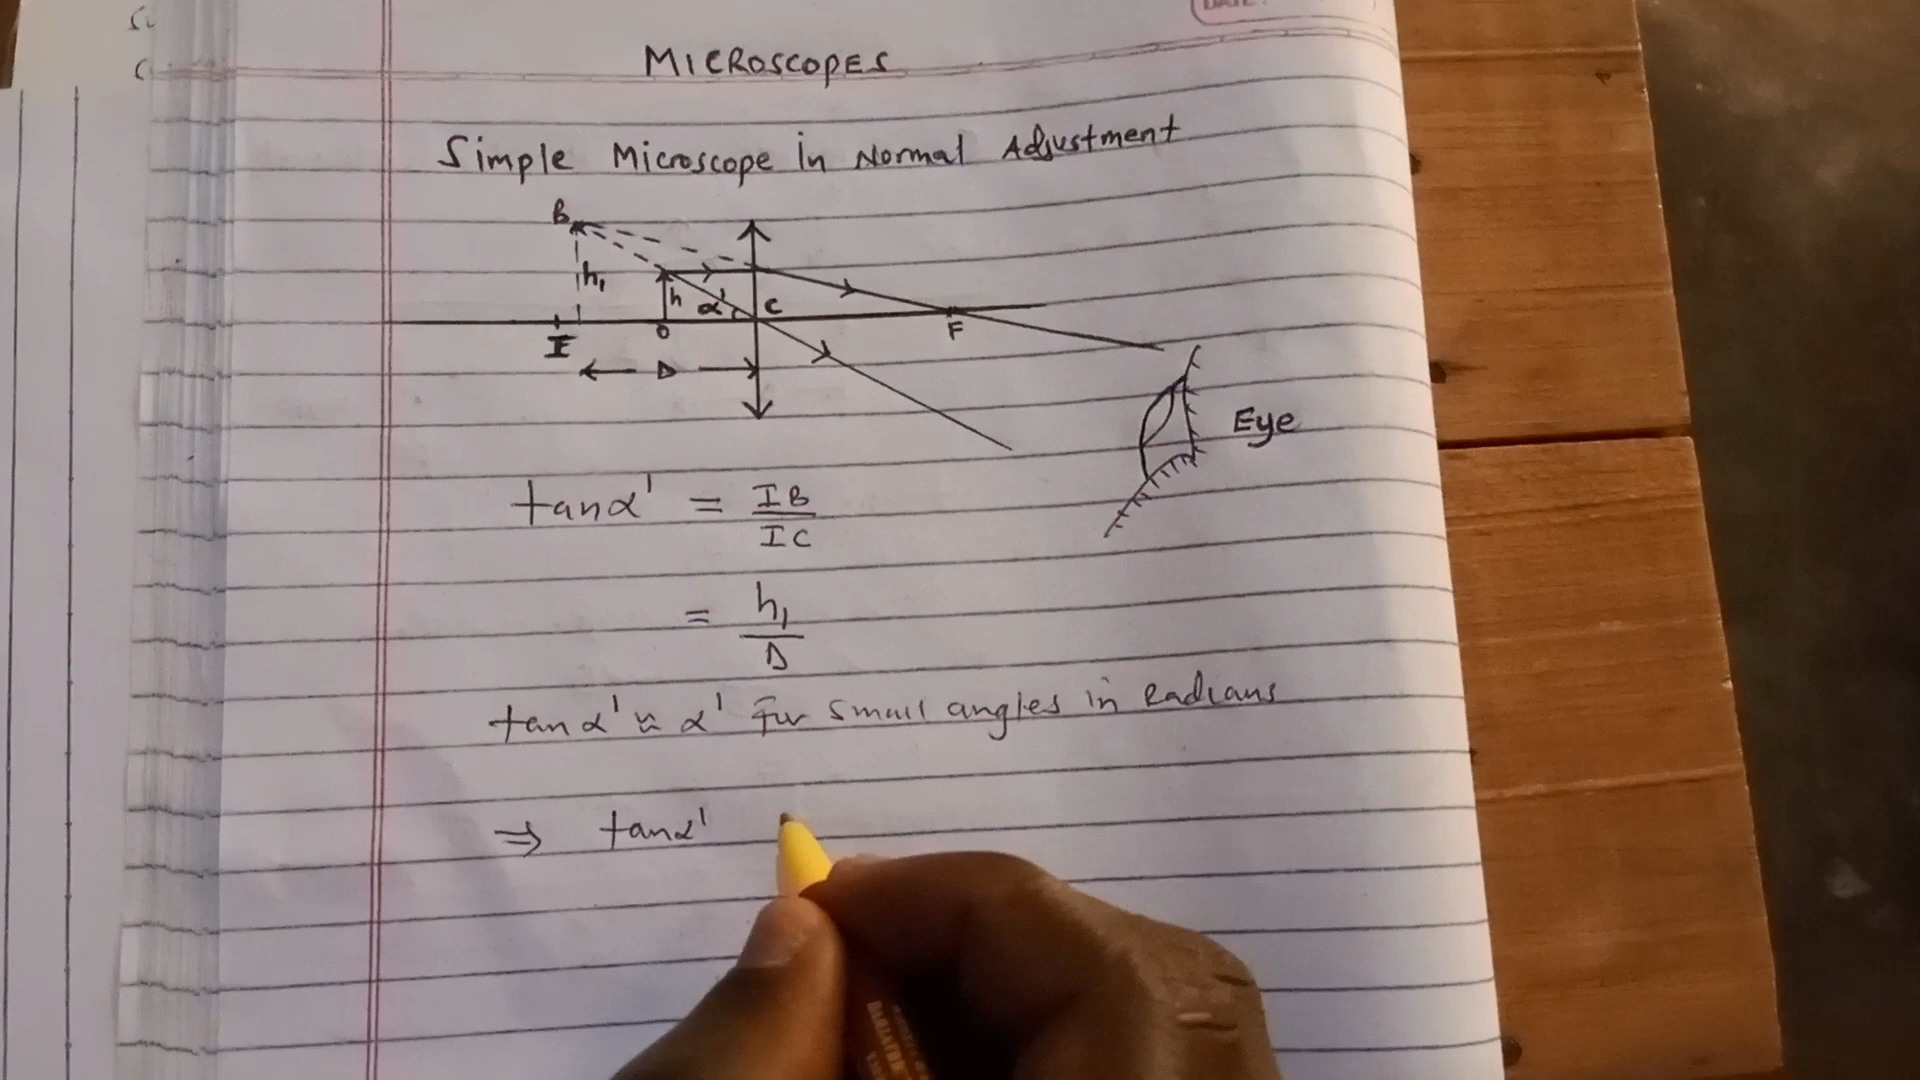 DATE:
MICROSCOPES
Simple Microscope in Normal Adjustment
B
h₁
h
α'
C
I
O
F
D
Eye
tanα' = IB
IC
= h₁
D
tanα' ≈ α' for small angles in Radians
⇒ tanα'